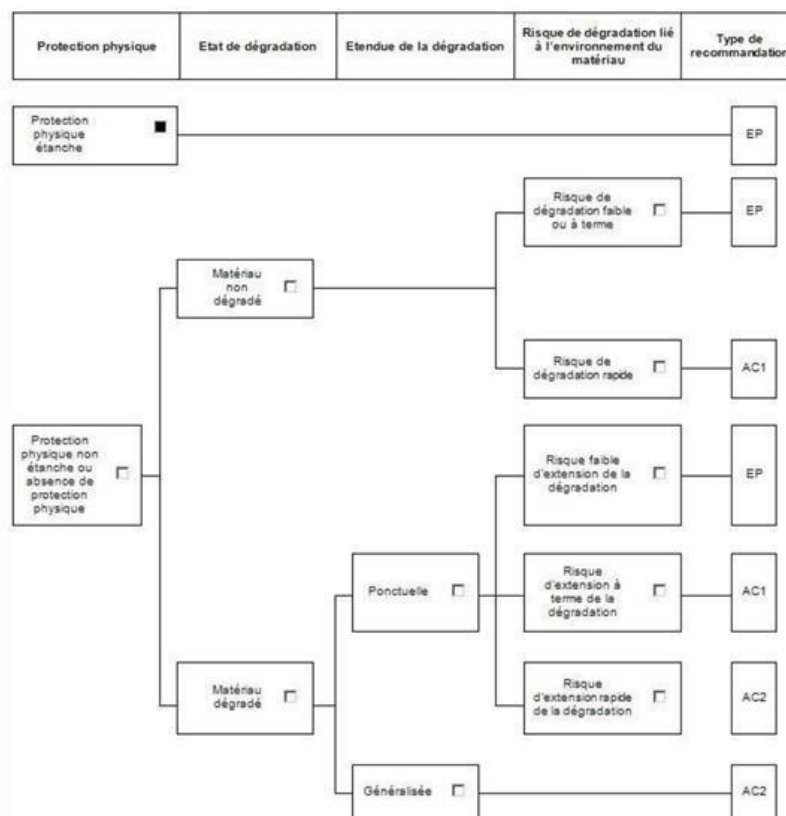 Protection physique
Etat de dégradation
Etendue de la dégradation
Risque de dégradation lié
à l'environnement du
matériau
Type de
recommandation
Protection
physique
étanche
EP
Risque de
dégradation faible
ou à terme
EP
Matériau
non
dégradé
Risque de
dégradation rapide
AC1
Protection
physique non
étanche ou
absence de
protection
physique
Risque faible
d'extension de la
dégradation
EP
Ponctuelle
Risque
d'extension à
terme de la
dégradation
AC1
Matériau
dégradé
Risque
d'extension rapide
de la dégradation
AC2
Généralisée
AC2